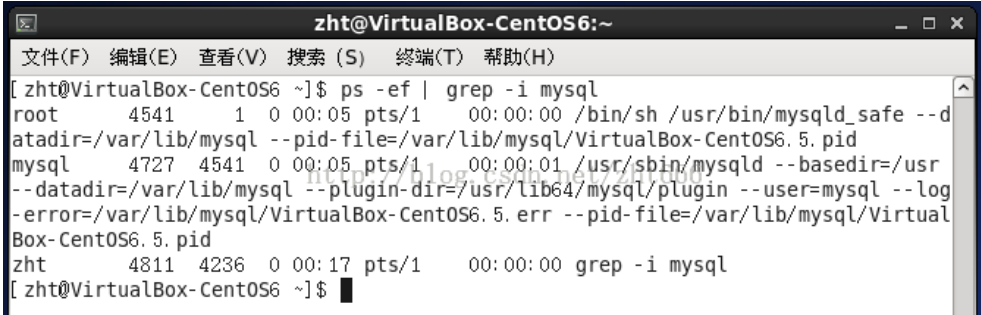 zht@VirtualBox-CentOS6:~
文件(F) 编辑(E) 查看(V) 搜索 (S) 终端(T) 帮助(H)
[zht@VirtualBox-CentOS6 ~]$ ps -ef | grep -i mysql
root 4541 1 0 00:05 pts/1 00:00:00 /bin/sh /usr/bin/mysqld_safe --d
atadir=/var/lib/mysql --pid-file=/var/lib/mysql/VirtualBox-CentOS6.5.pid
mysql 4727 4541 0 00:05 pts/1 00:00:01 /usr/sbin/mysqld --basedir=/usr
--datadir=/var/lib/mysql --plugin-dir=/usr/lib64/mysql/plugin --user=mysql --log
-error=/var/lib/mysql/VirtualBox-CentOS6.5.err --pid-file=/var/lib/mysql/Virtual
Box-CentOS6.5.pid
zht 4811 4236 0 00:17 pts/1 00:00:00 grep -i mysql
[zht@VirtualBox-CentOS6 ~]$